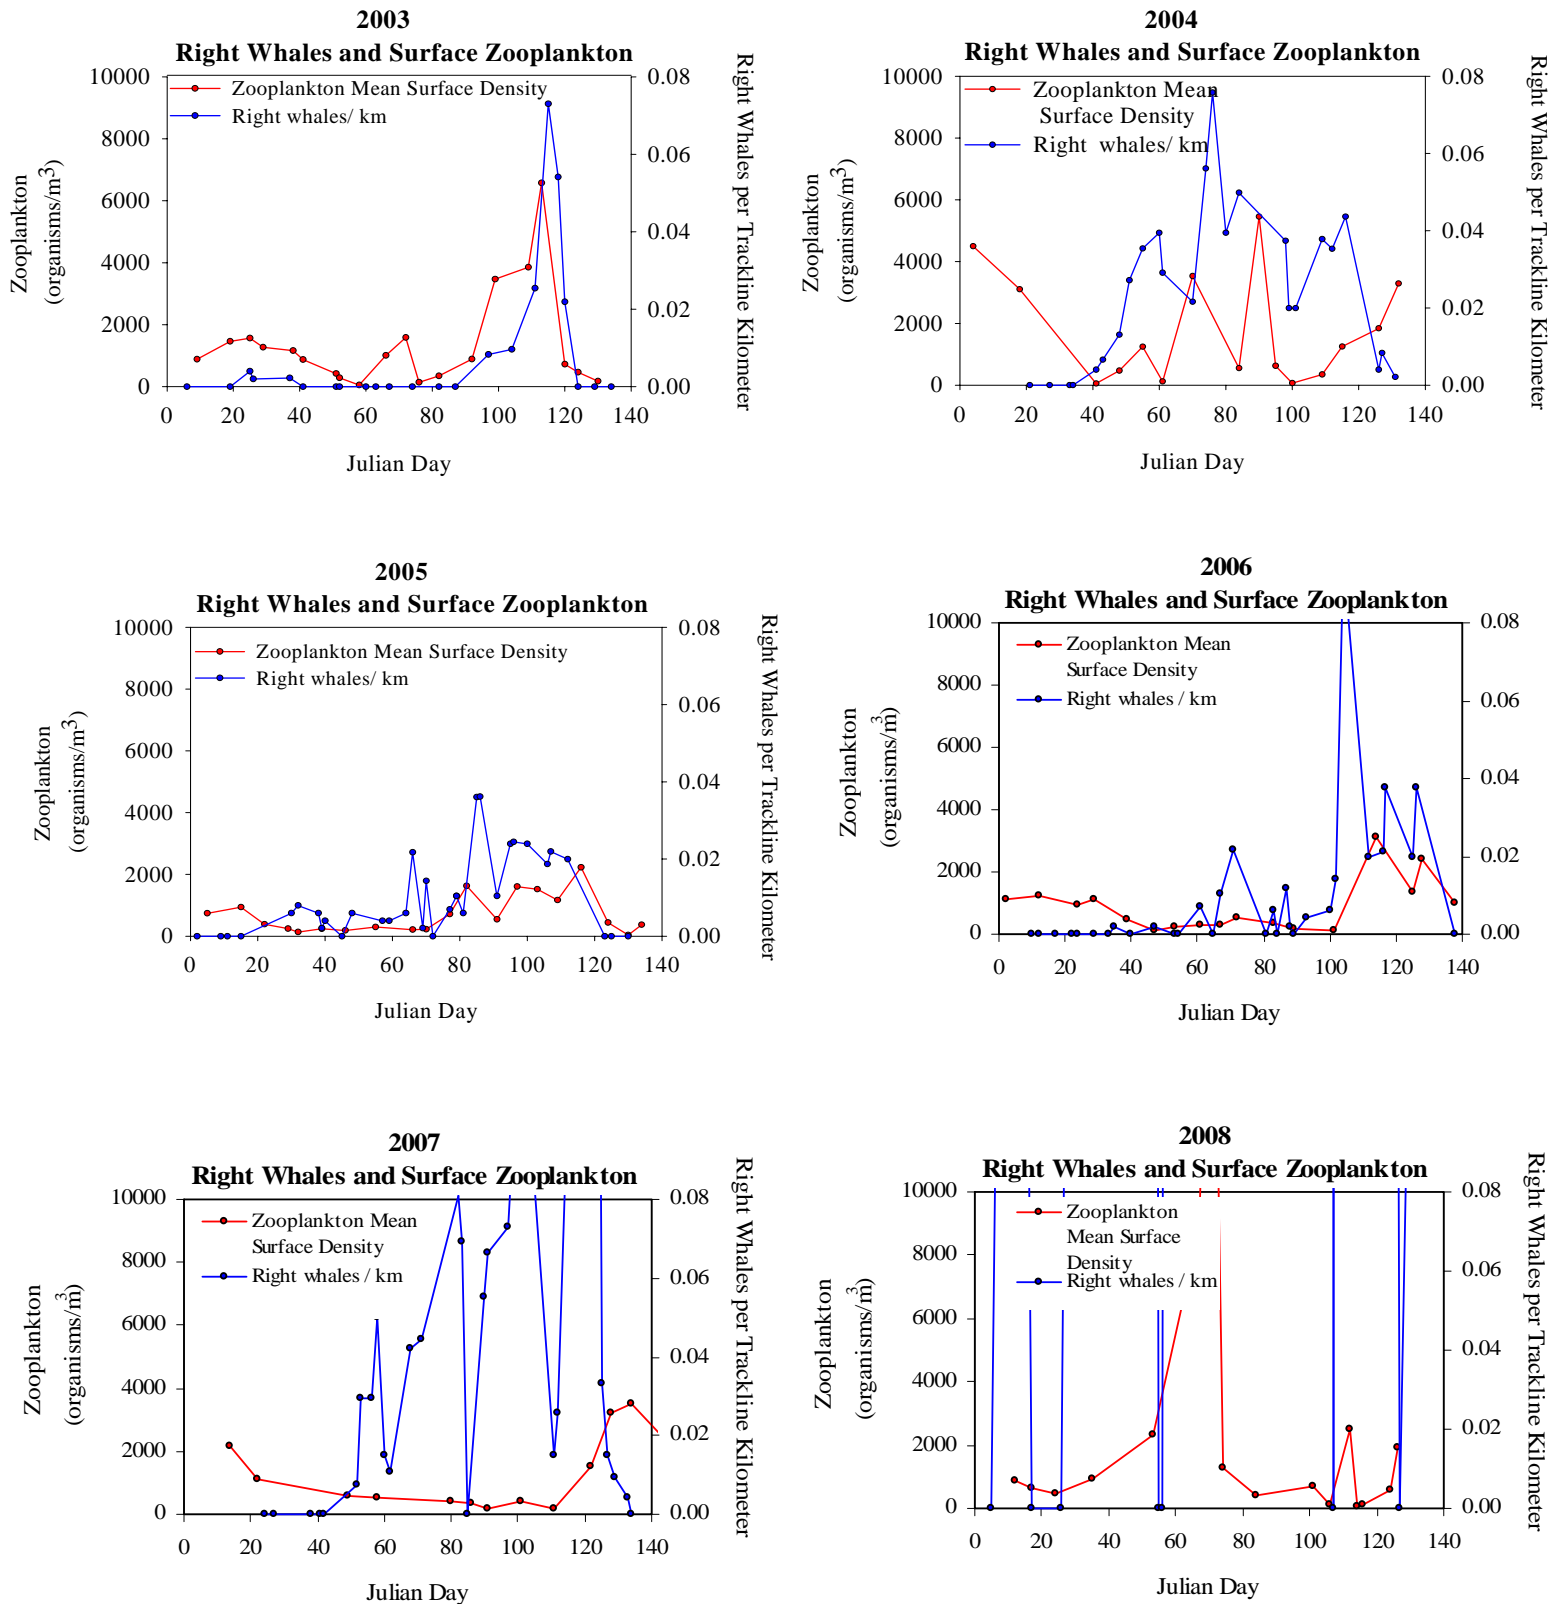 2003
Right Whales and Surface Zooplankton
Zooplankton Mean Surface Density
Right whales/ km
10000
8000
6000
4000
2000
0
Zooplankton
(organisms/m3)
0.08
0.06
0.04
0.02
0.00
Right Whales per Trackline Kilometer
0 20 40 60 80 100 120 140
Julian Day
2004
Right Whales and Surface Zooplankton
Zooplankton Mean
Surface Density
Right whales/ km
10000
8000
6000
4000
2000
0
Zooplankton
(organisms/m3)
0.08
0.06
0.04
0.02
0.00
Right Whales per Trackline Kilometer
0 20 40 60 80 100 120 140
Julian Day
2005
Right Whales and Surface Zooplankton
Zooplankton Mean Surface Density
Right whales/ km
10000
8000
6000
4000
2000
0
Zooplankton
(organisms/m3)
0.08
0.06
0.04
0.02
0.00
Right Whales per Trackline Kilometer
0 20 40 60 80 100 120 140
Julian Day
2006
Right Whales and Surface Zooplankton
Zooplankton Mean
Surface Density
Right whales / km
10000
8000
6000
4000
2000
0
Zooplankton
(organisms/m3)
0.08
0.06
0.04
0.02
0.00
0 20 40 60 80 100 120 140
Julian Day
2007
Right Whales and Surface Zooplankton
Zooplankton Mean
Surface Density
Right whales / km
10000
8000
6000
4000
2000
0
Zooplankton
(organisms/m3)
0.08
0.06
0.04
0.02
0.00
Right Whales per Trackline Kilometer
0 20 40 60 80 100 120 140
Julian Day
2008
Right Whales and Surface Zooplankton
Zooplankton
Mean Surface
Density
Right whales / km
10000
8000
6000
4000
2000
0
Zooplankton
(organisms/m3)
0.08
0.06
0.04
0.02
0.00
Right Whales per Trackline Kilometer
0 20 40 60 80 100 120 140
Julian Day